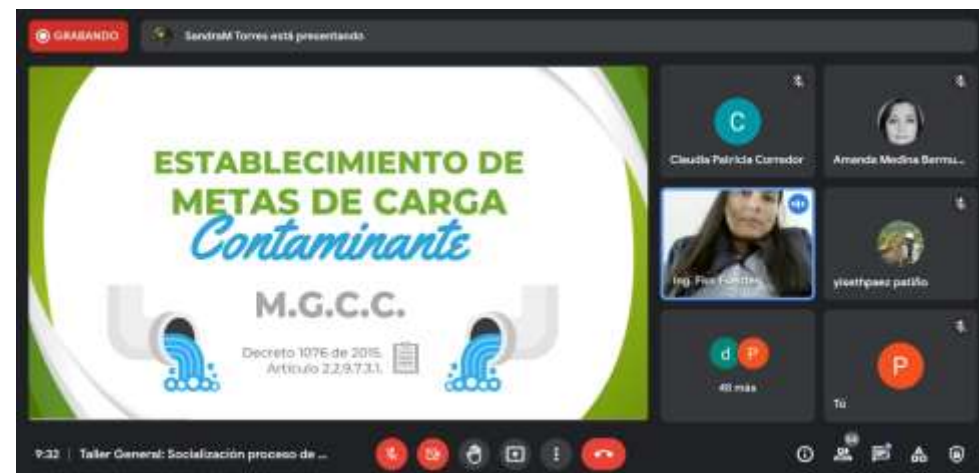 GRABANDO
SandraM Torres está presentando
ESTABLECIMIENTO DE
METAS DE CARGA
Contaminante
M.G.C.C.
Decreto 1076 de 2015.
Artículo 2.2.9.7.3.1.
C
Claudia Patricia Corredor
Amanda Medina Bermu...
Ing. Flor
yisethpaez patiño
d P
48 más
P
Tú
9:32 | Taller General: Socialización proceso de ...